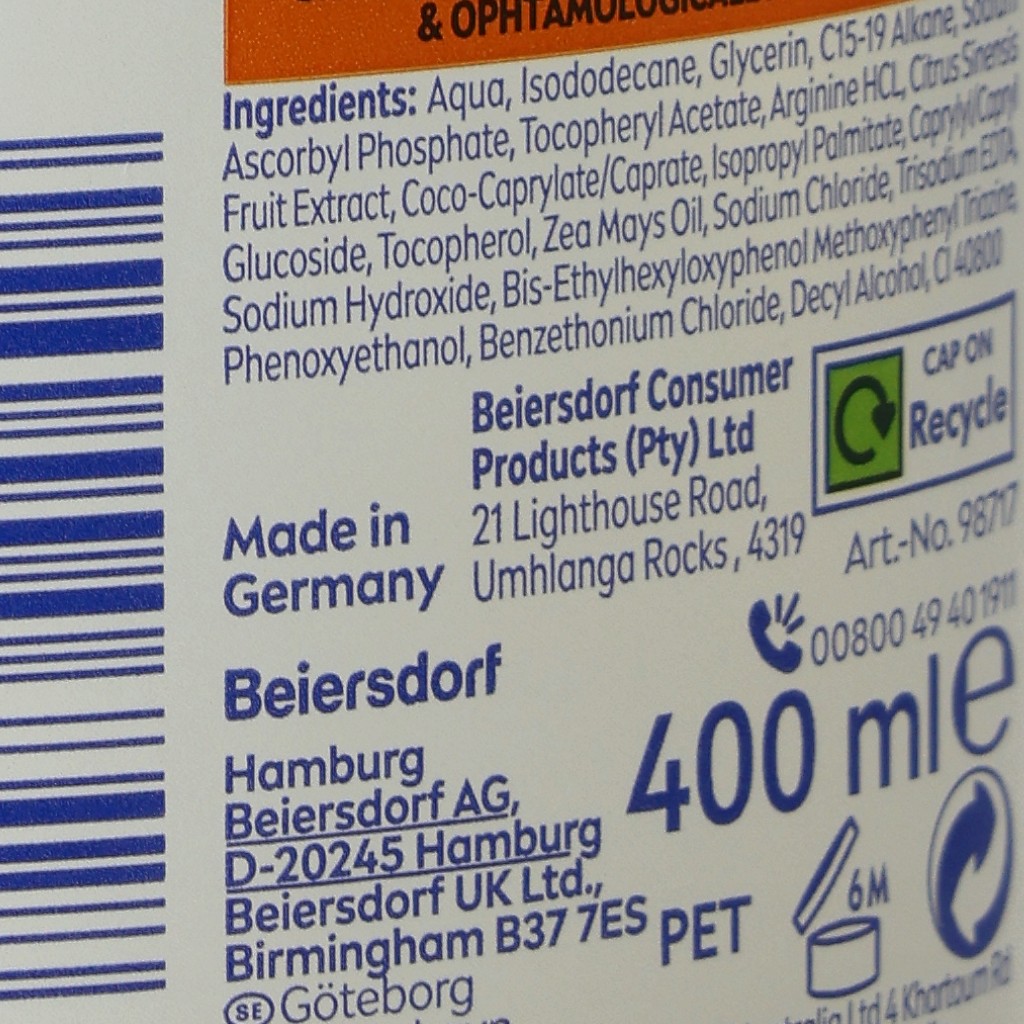 & OPHTAMOLOGICAL
Ingredients: Aqua, Isododecane, Glycerin, C15-19 Alkane, Sodium
Ascorbyl Phosphate, Tocopheryl Acetate, Arginine HCL, Citrus Sinensis
Fruit Extract, Coco-Caprylate/Caprate, Isopropyl Palmitate, Caprylyl/Capryl
Glucoside, Tocopherol, Zea Mays Oil, Sodium Chloride, Trisodium EDTA,
Sodium Hydroxide, Bis-Ethylhexyloxyphenol Methoxyphenyl Triazine,
Phenoxyethanol, Benzethonium Chloride, Decyl Alcohol, CI 40800
Beiersdorf Consumer
Products (Pty) Ltd
21 Lighthouse Road,
Umhlanga Rocks, 4319
CAP ON
Recycle
Made in
Germany
Art.-No. 98717
00800 49 40 1911
Beiersdorf
400 ml e
Hamburg
Beiersdorf AG,
D-20245 Hamburg
Beiersdorf UK Ltd.,
Birmingham B37 7ES
PET
6M
SE Göteborg
Ltd 4 Khartoum Rd